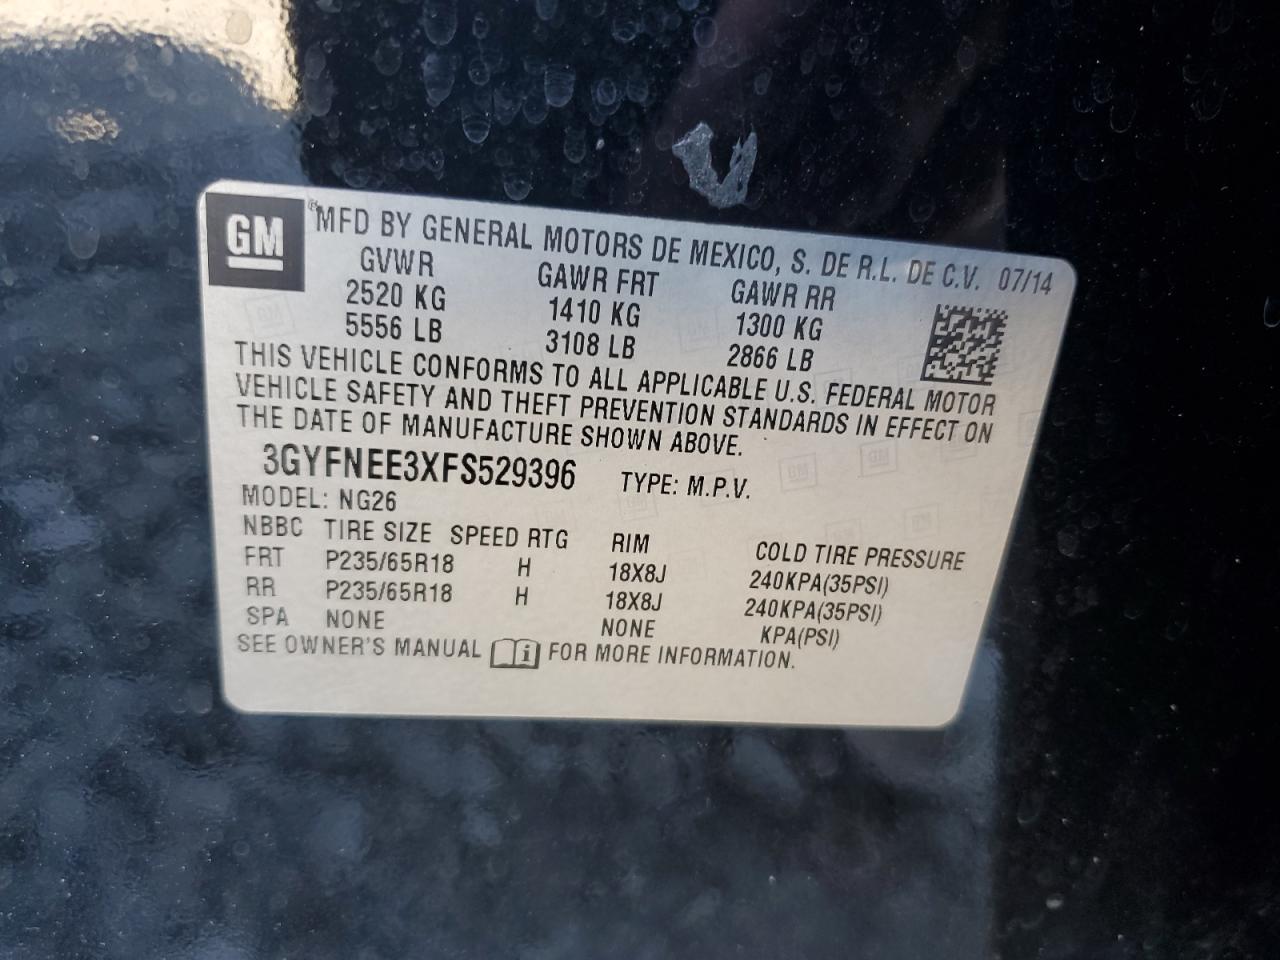 GM ® MFD BY GENERAL MOTORS DE MEXICO, S. DE R.L. DE C.V. 07/14
GVWR GAWR FRT GAWR RR
2520 KG 1410 KG 1300 KG
5556 LB 3108 LB 2866 LB
THIS VEHICLE CONFORMS TO ALL APPLICABLE U.S. FEDERAL MOTOR
VEHICLE SAFETY AND THEFT PREVENTION STANDARDS IN EFFECT ON
THE DATE OF MANUFACTURE SHOWN ABOVE.
3GYFNEE3XFS529396 TYPE: M.P.V.
MODEL: NG26
NBBC TIRE SIZE SPEED RTG RIM COLD TIRE PRESSURE
FRT P235/65R18 H 18X8J 240KPA(35PSI)
RR P235/65R18 H 18X8J 240KPA(35PSI)
SPA NONE NONE KPA(PSI)
SEE OWNER'S MANUAL i FOR MORE INFORMATION.